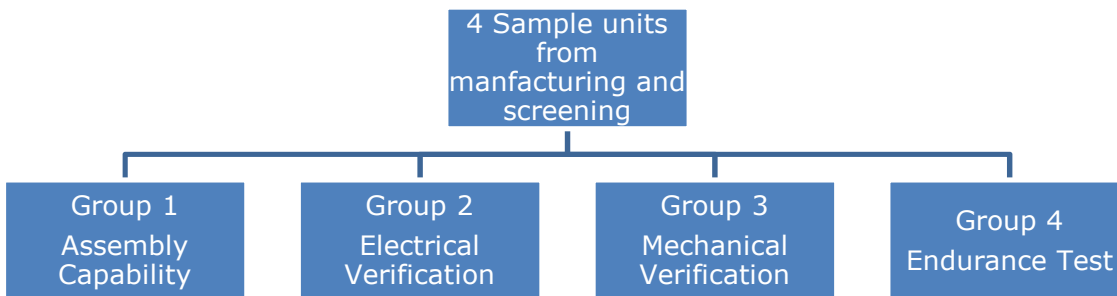 4 Sample units
from
manfacturing and
screening
Group 1
Assembly
Capability
Group 2
Electrical
Verification
Group 3
Mechanical
Verification
Group 4
Endurance Test